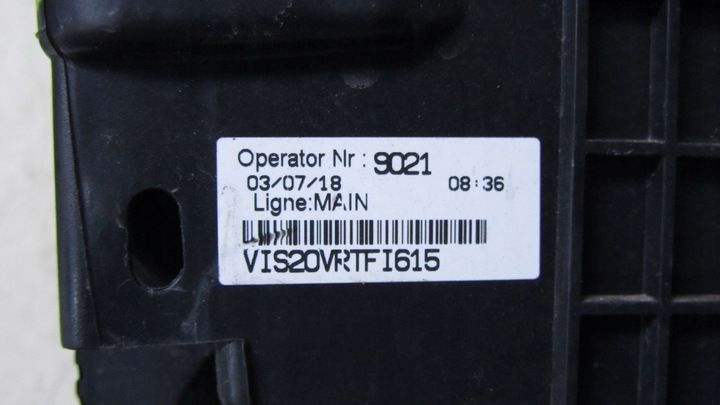 Operator Nr : 9021
03/07/18 08:36
Ligne:MAIN
VIS20VRTFI615